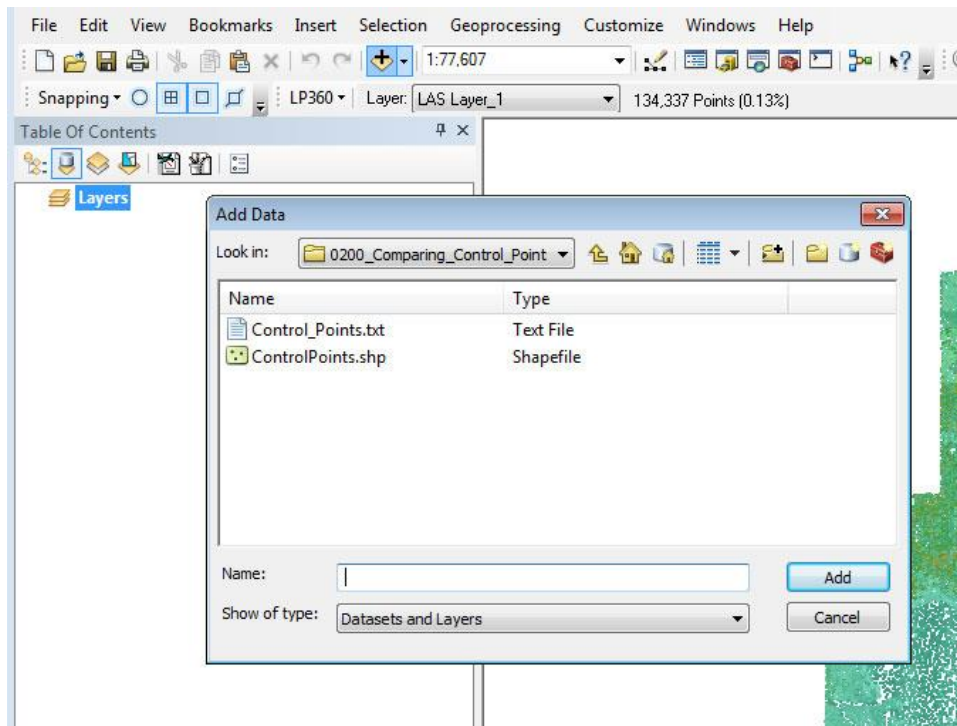 File Edit View Bookmarks Insert Selection Geoprocessing Customize Windows Help
1:77,607
Snapping LP360 Layer: LAS Layer_1 134,337 Points (0.13%)
Table Of Contents
Layers
Add Data
Look in: 0200_Comparing_Control_Point
Name Type
Control_Points.txt Text File
ControlPoints.shp Shapefile
Name: Add
Show of type: Datasets and Layers Cancel